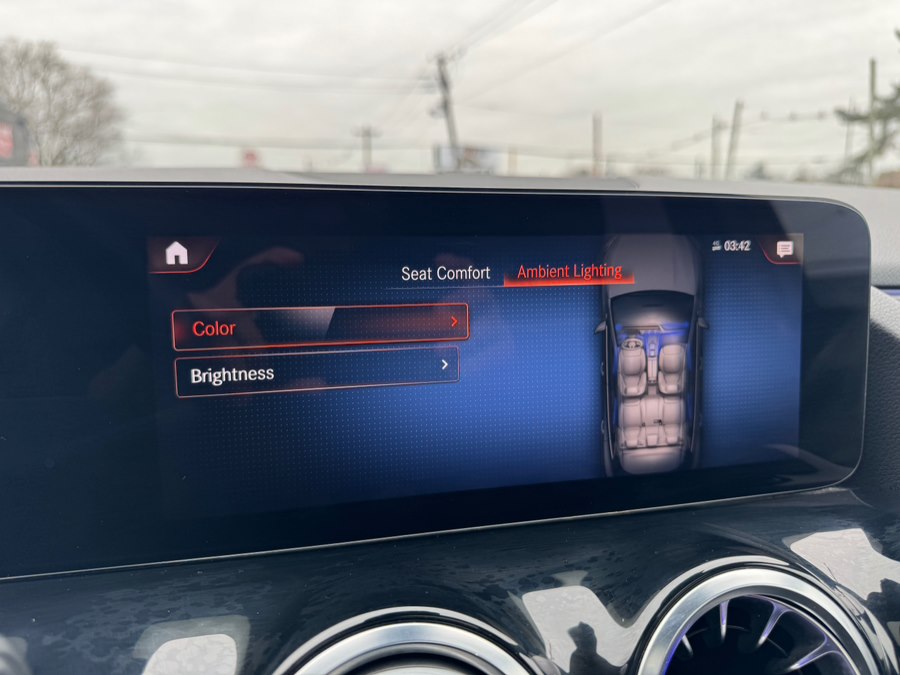 03:42
Seat Comfort
Ambient Lighting
Color
Brightness